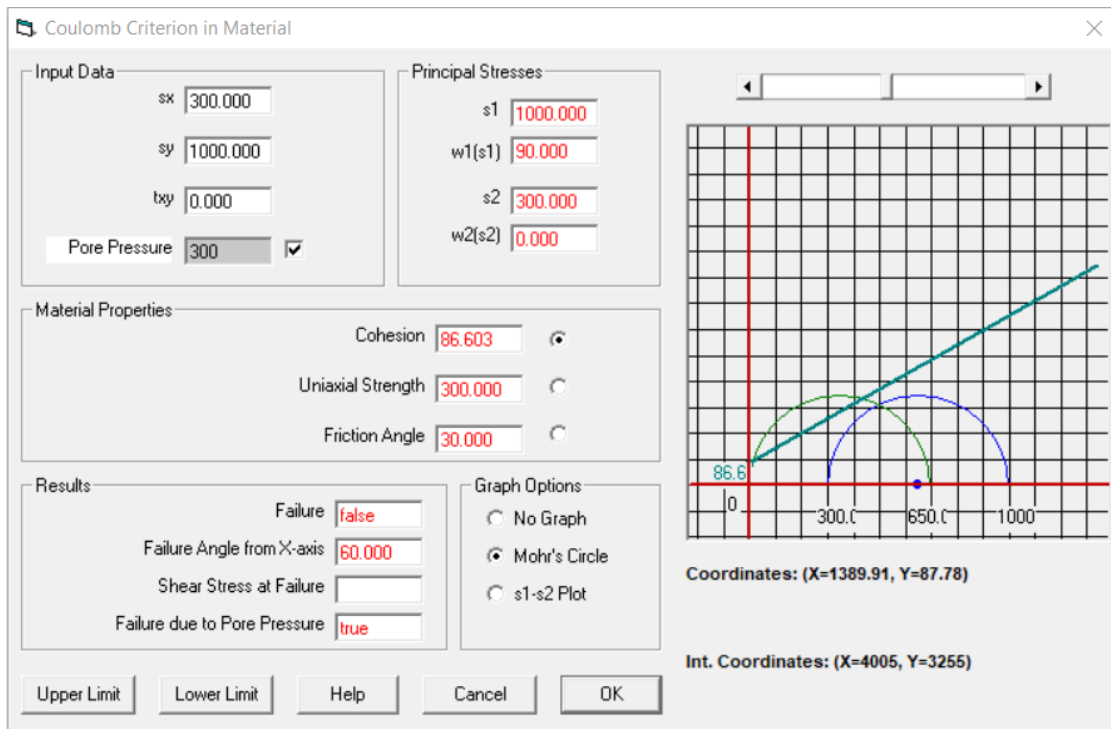 Coulomb Criterion in Material
Input Data
sx 300.000
sy 1000.000
txy 0.000
Pore Pressure 300
Principal Stresses
s1 1000.000
w1(s1) 90.000
s2 300.000
w2(s2) 0.000
Material Properties
Cohesion 86.603
Uniaxial Strength 300.000
Friction Angle 30.000
Results
Failure false
Failure Angle from X-axis 60.000
Shear Stress at Failure
Failure due to Pore Pressure true
Graph Options
No Graph
Mohr's Circle
s1-s2 Plot
86.6
0 300.0 650.0 1000
Coordinates: (X=1389.91, Y=87.78)
Int. Coordinates: (X=4005, Y=3255)
Upper Limit Lower Limit Help Cancel OK